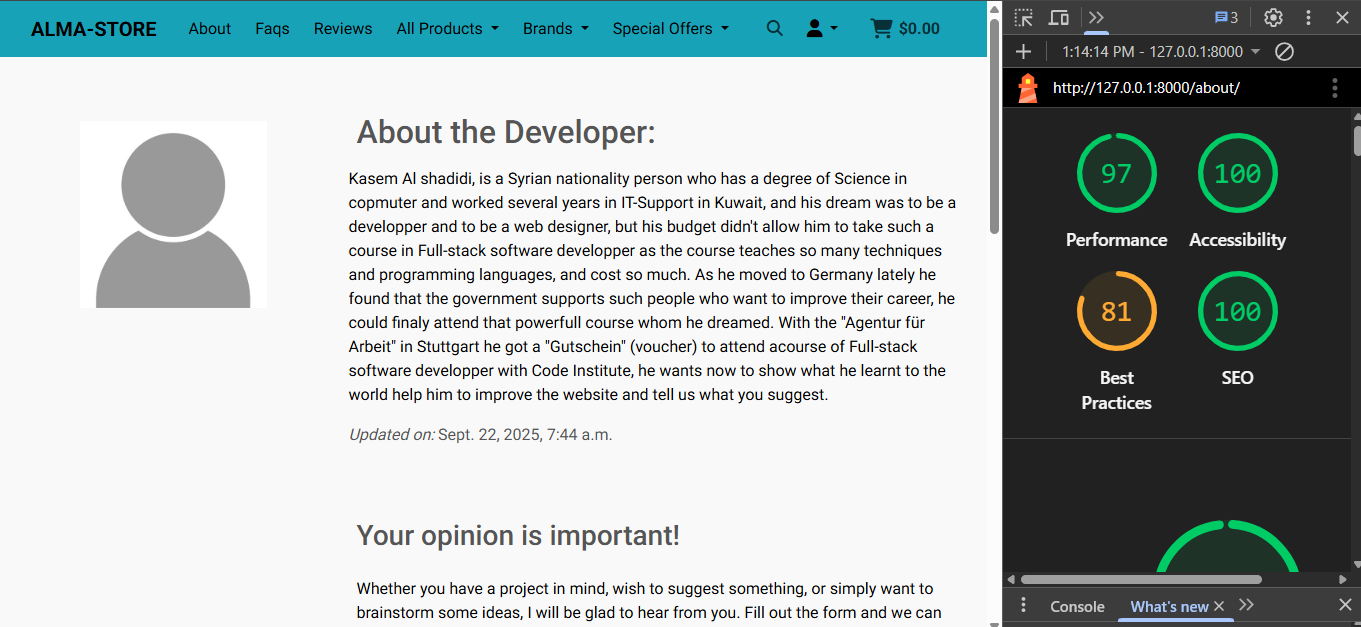 ALMA-STORE About Faqs Reviews All Products Brands Special Offers $0.00
About the Developer:
Kasem Al shadidi, is a Syrian nationality person who has a degree of Science in
copmuter and worked several years in IT-Support in Kuwait, and his dream was to be a
developper and to be a web designer, but his budget didn't allow him to take such a
course in Full-stack software developper as the course teaches so many techniques
and programming languages, and cost so much. As he moved to Germany lately he
found that the government supports such people who want to improve their career, he
could finaly attend that powerfull course whom he dreamed. With the "Agentur für
Arbeit" in Stuttgart he got a "Gutschein" (voucher) to attend acourse of Full-stack
software developper with Code Institute, he wants now to show what he learnt to the
world help him to improve the website and tell us what you suggest.
Updated on: Sept. 22, 2025, 7:44 a.m.
Your opinion is important!
Whether you have a project in mind, wish to suggest something, or simply want to
brainstorm some ideas, I will be glad to hear from you. Fill out the form and we can
3
1:14:14 PM - 127.0.0.1:8000
http://127.0.0.1:8000/about/
97 100
Performance Accessibility
81 100
Best SEO
Practices
Console What's new